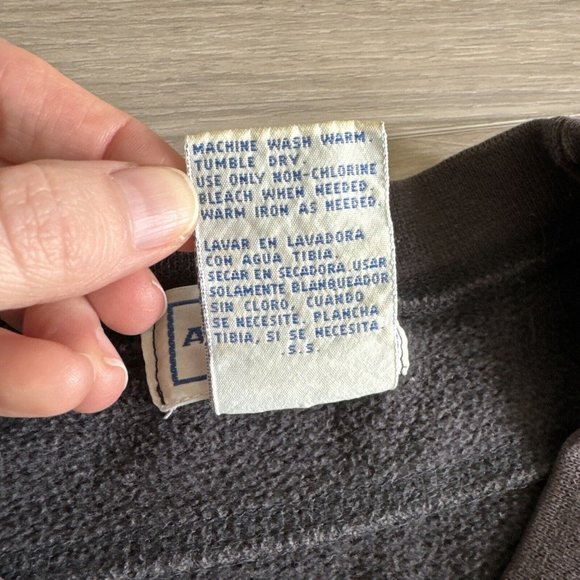 MACHINE WASH WARM
TUMBLE DRY.
USE ONLY NON-CHLORINE
BLEACH WHEN NEEDED.
WARM IRON AS NEEDED.
LAVAR EN LAVADORA
CON AGUA TIBIA.
SECAR EN SECADORA.USAR
SOLAMENTE BLANQUEADOR
SIN CLORO, CUANDO
SE NECESITE. PLANCHA
TIBIA, SI SE NECESITA.
.S.S.
A